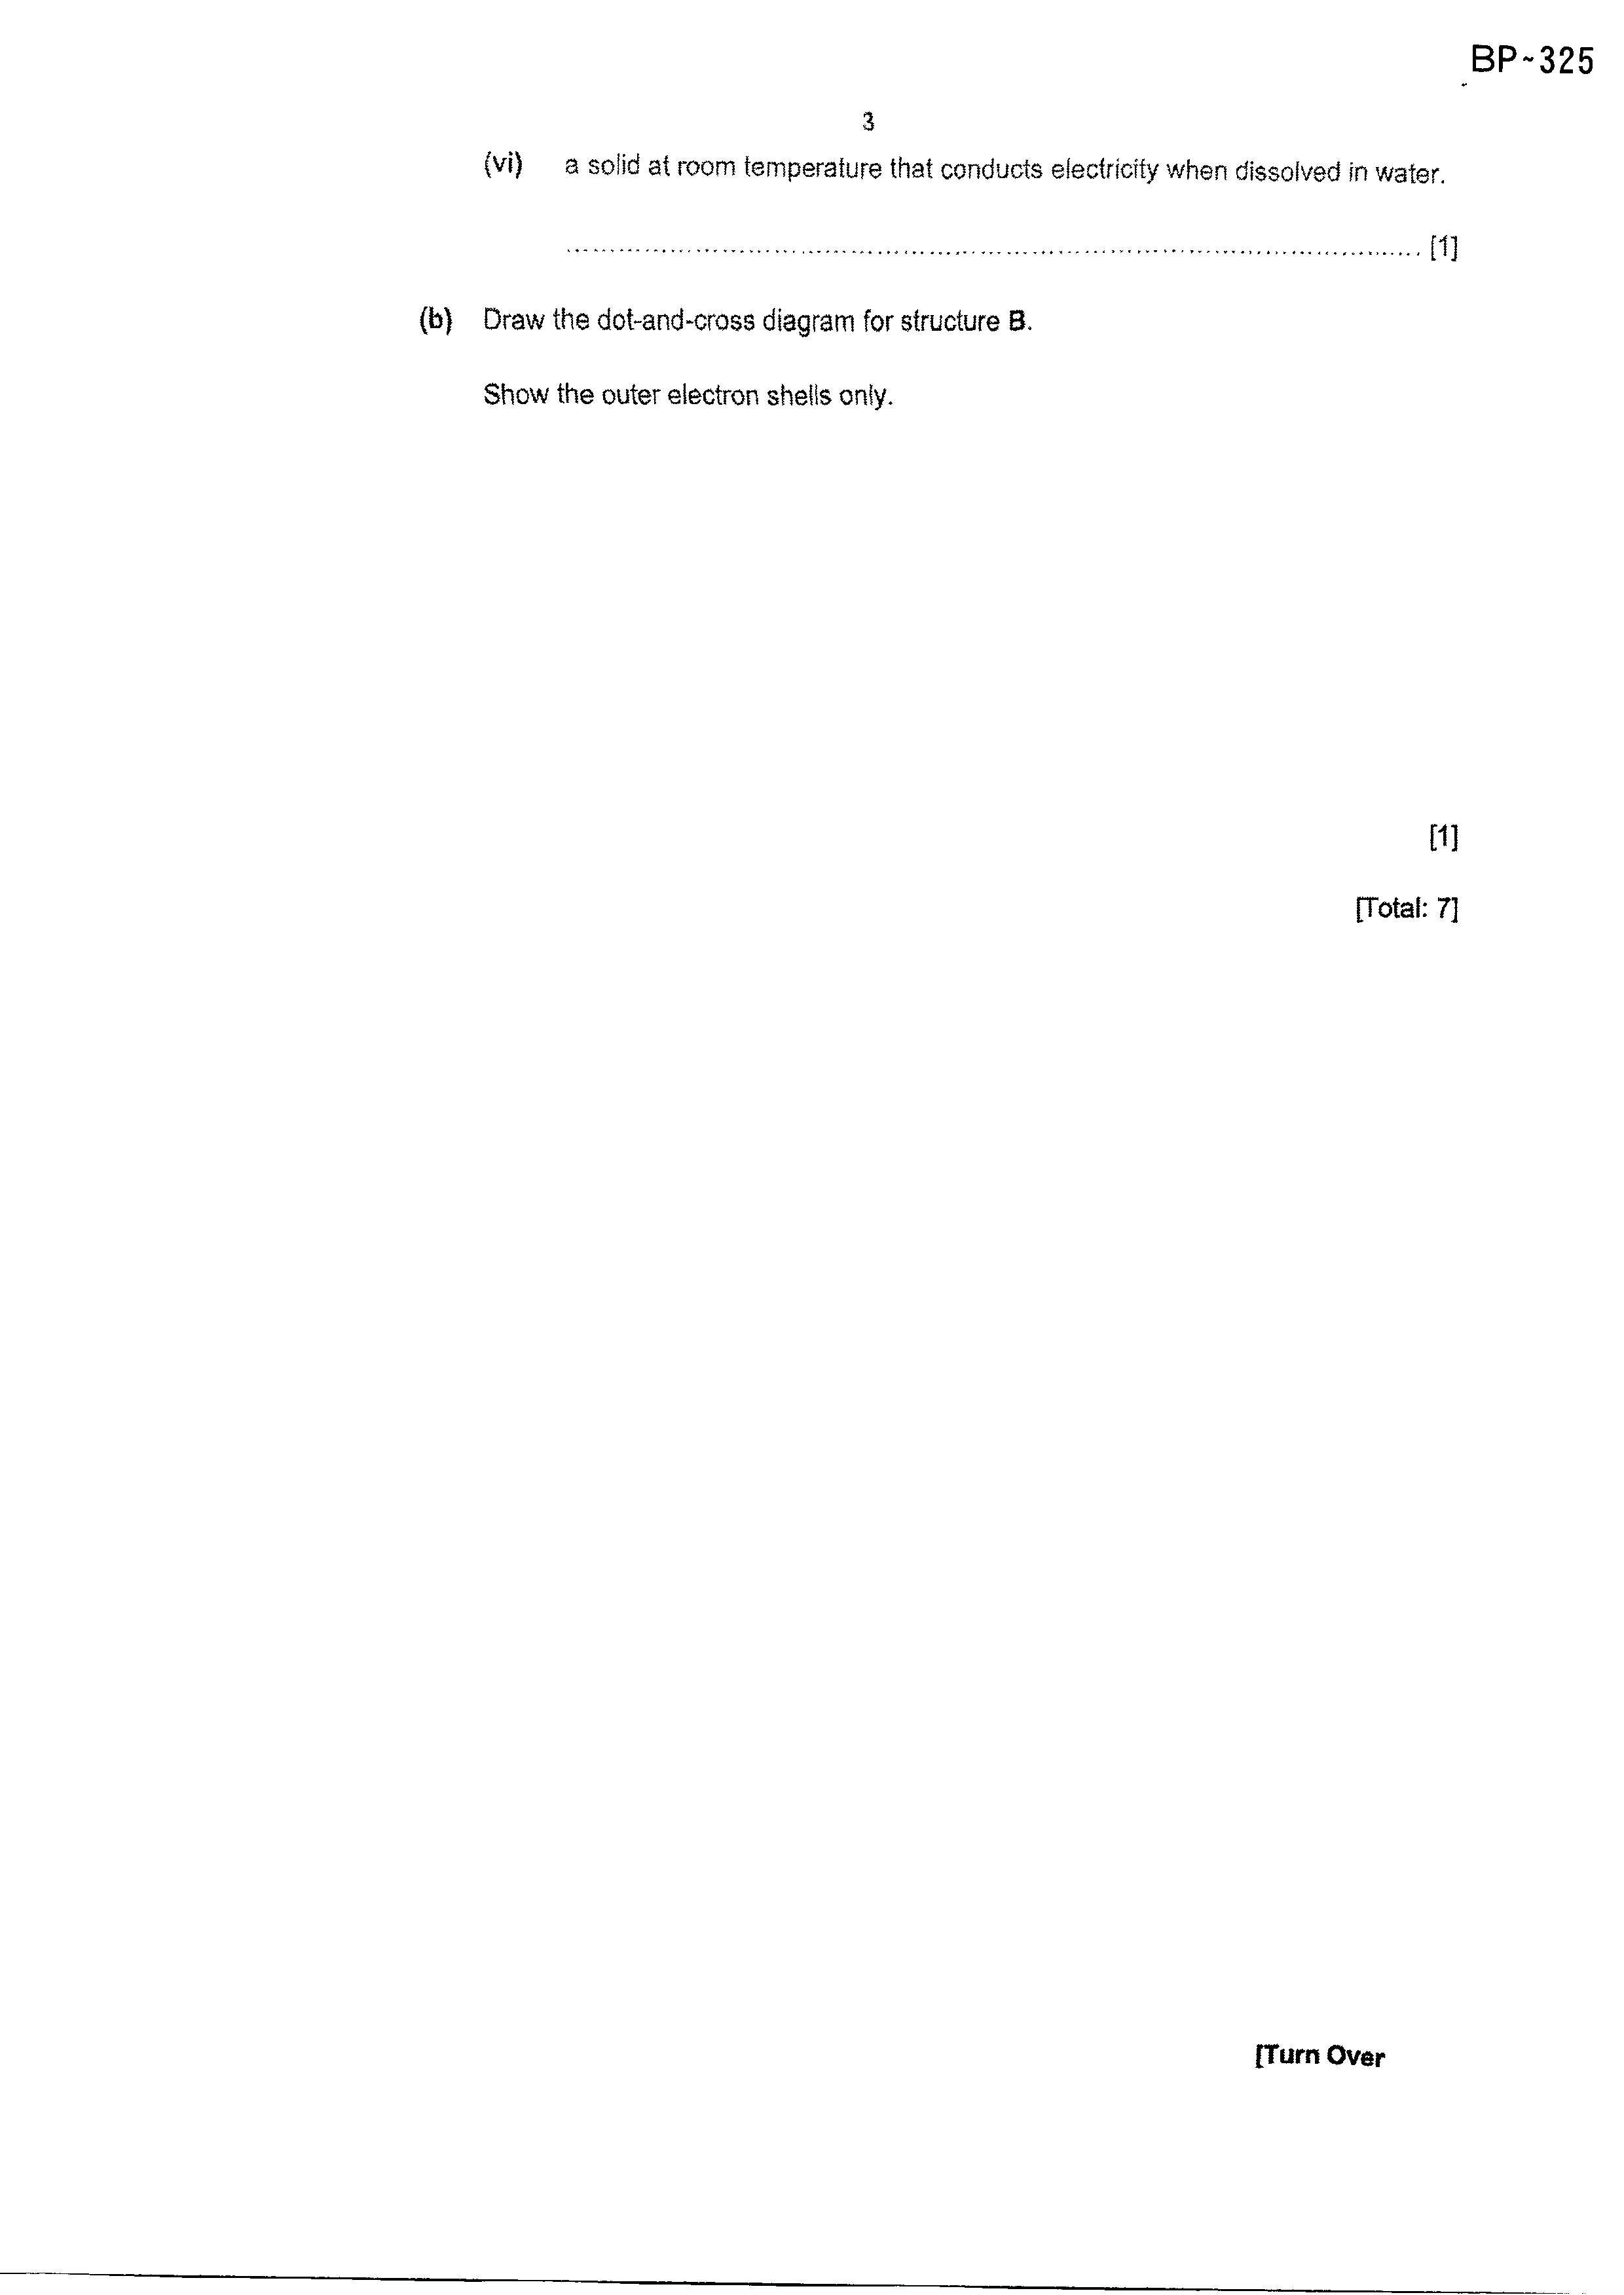 BP~325
3
(vi) a solid at room temperature that conducts electricity when dissolved in water.
........................................................................................................ [1]
(b) Draw the dot-and-cross diagram for structure B.
Show the outer electron shells only.
[1]
[Total: 7]
[Turn Over